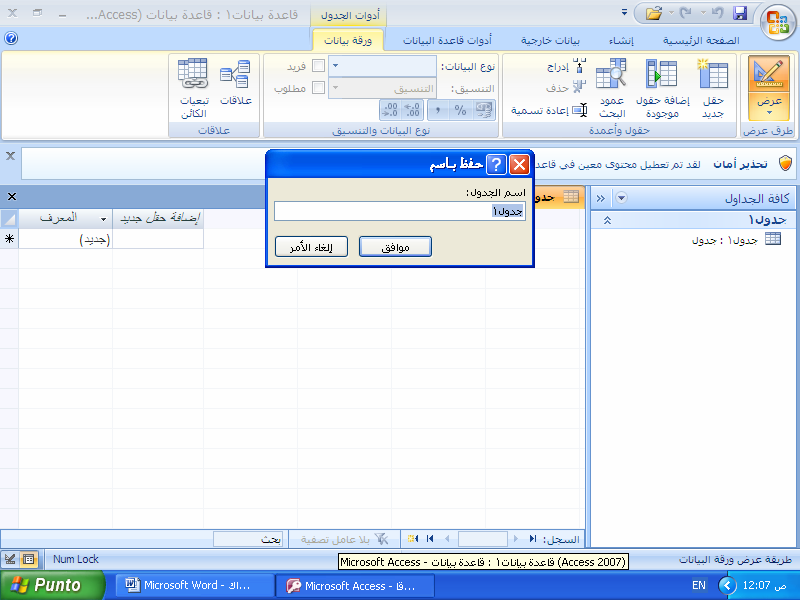 أدوات الجدول
قاعدة بيانات١ : قاعدة بيانات (Access...
الصفحة الرئيسية
إنشاء
بيانات خارجية
أدوات قاعدة البيانات
ورقة بيانات
عرض
طرق عرض
حقل جديد
إضافة حقول موجودة
عمود البحث
إدراج
حذف
إعادة تسمية
حقول وأعمدة
نوع البيانات:
التنسيق:
التنسيق
فريد
مطلوب
نوع البيانات والتنسيق
علاقات
تبعيات الكائن
علاقات
تحذير أمان
لقد تم تعطيل محتوى معين في قاعد
حفظ باسم
اسم الجدول:
جدول١
موافق
إلغاء الأمر
كافة الجداول
جدول١
جدول١ : جدول
جدو
المعرف
إضافة حقل جديد
(جديد)
السجل:
بلا عامل تصفية
بحث
طريقة عرض ورقة البيانات
Num Lock
Microsoft Access - قاعدة بيانات١ : قاعدة بيانات (Access 2007)
Punto
Microsoft Word - اك...
Microsoft Access - قا...
EN
12:07 ص